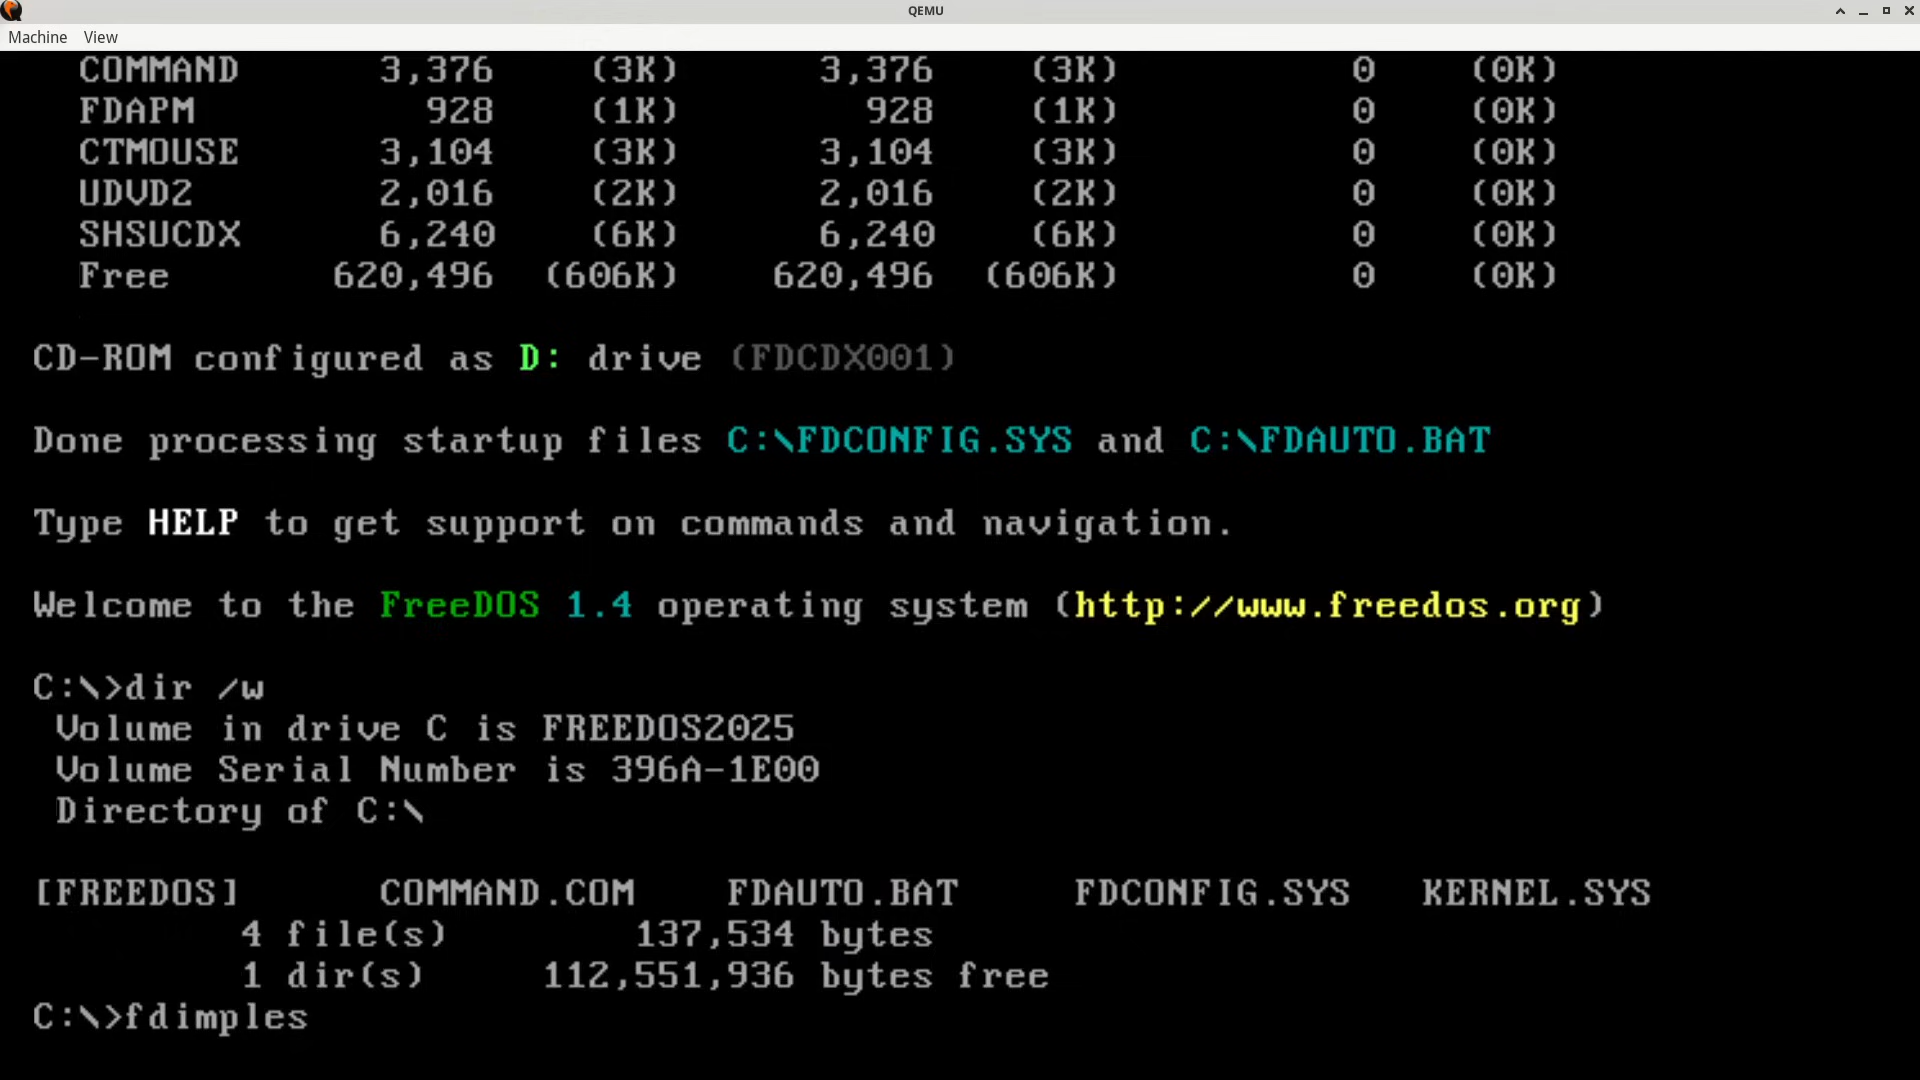 QEMU
Machine View
COMMAND 3,376 (3K) 3,376 (3K) 0 (0K)
FDAPM 928 (1K) 928 (1K) 0 (0K)
CTMOUSE 3,104 (3K) 3,104 (3K) 0 (0K)
UDVD2 2,016 (2K) 2,016 (2K) 0 (0K)
SHSUCDX 6,240 (6K) 6,240 (6K) 0 (0K)
Free 620,496 (606K) 620,496 (606K) 0 (0K)
CD-ROM configured as D: drive (FDCDX001)
Done processing startup files C:\FDCONFIG.SYS and C:\FDAUTO.BAT
Type HELP to get support on commands and navigation.
Welcome to the FreeDOS 1.4 operating system (http://www.freedos.org)
C:\>dir /w
Volume in drive C is FREEDOS2025
Volume Serial Number is 396A-1E00
Directory of C:\
[FREEDOS] COMMAND.COM FDAUTO.BAT FDCONFIG.SYS KERNEL.SYS
4 file(s) 137,534 bytes
1 dir(s) 112,551,936 bytes free
C:\>fdimples